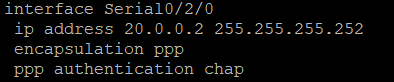 interface Serial0/2/0
ip address 20.0.0.2 255.255.255.252
encapsulation ppp
ppp authentication chap